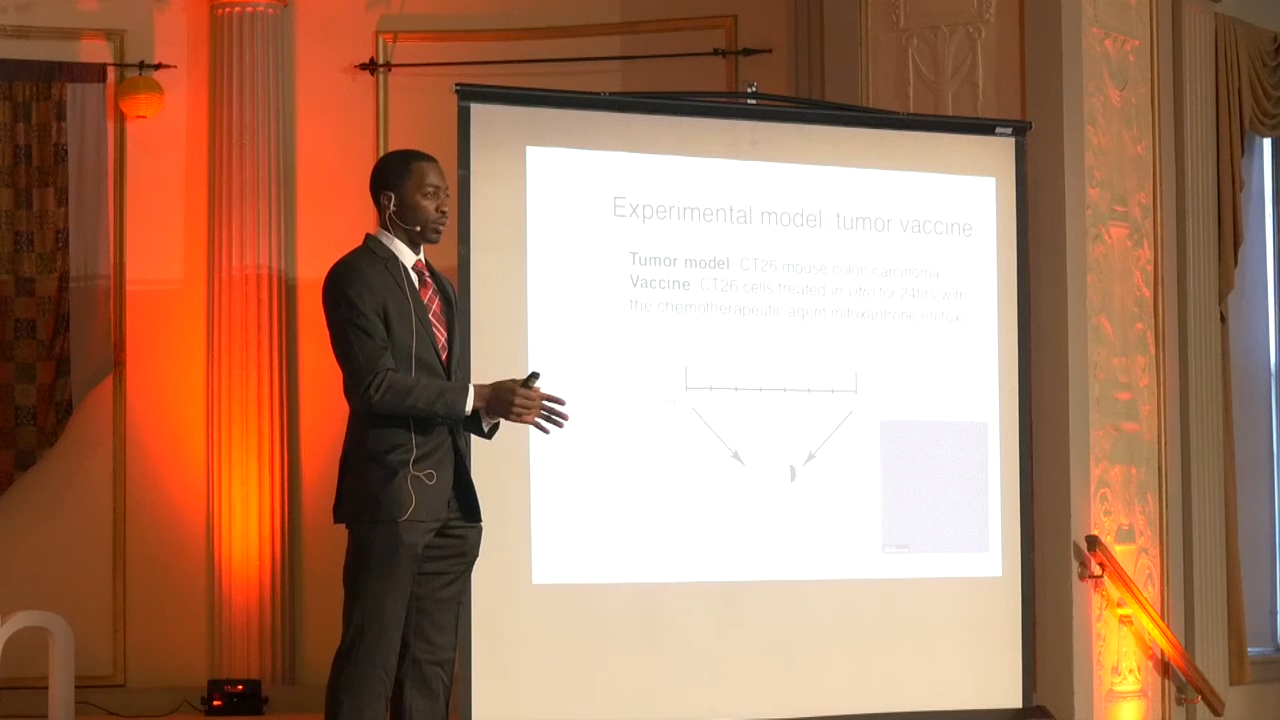 Experimental model: tumor vaccine
Tumor model: CT26 mouse colon carcinoma
Vaccine: CT26 cells treated in vitro for 24hrs with
the chemotherapeutic agent mitoxantrone (mitox)
n